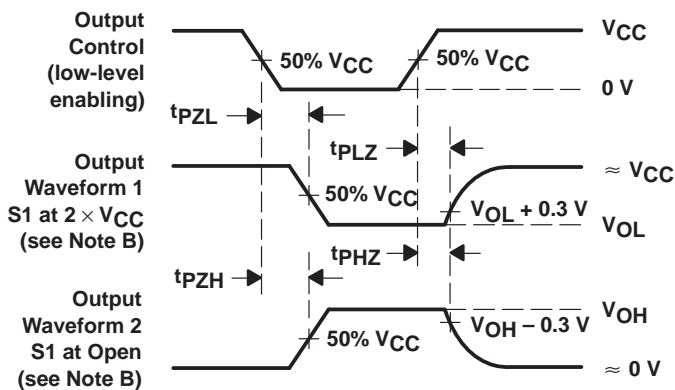 Output
Control
(low-level
enabling)
50% VCC
50% VCC
VCC
0 V
tPZL
tPLZ
Output
Waveform 1
S1 at 2 × VCC
(see Note B)
50% VCC
VOL + 0.3 V
≈ VCC
VOL
tPZH
tPHZ
Output
Waveform 2
S1 at Open
(see Note B)
50% VCC
VOH − 0.3 V
VOH
≈ 0 V